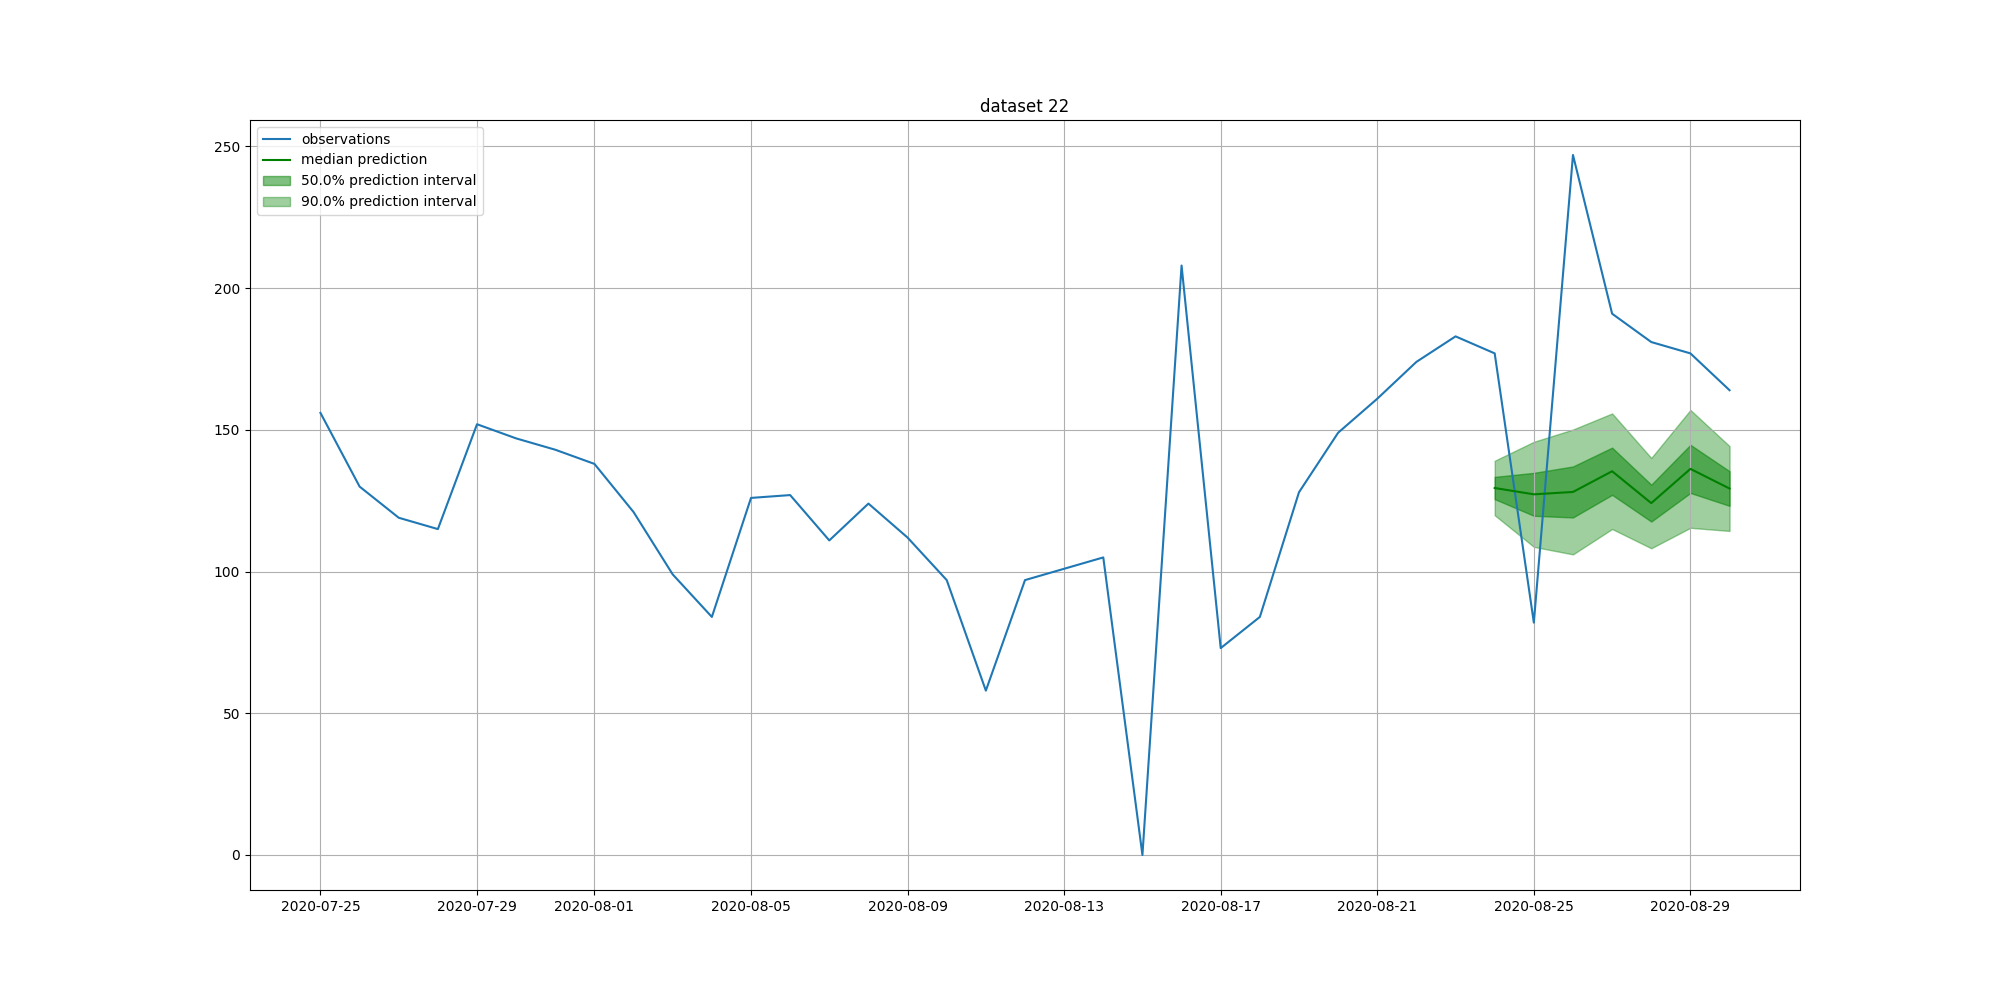 dataset 22
observations
median prediction
50.0% prediction interval
90.0% prediction interval
250
200
150
100
50
0
2020-07-25 2020-07-29 2020-08-01 2020-08-05 2020-08-09 2020-08-13 2020-08-17 2020-08-21 2020-08-25 2020-08-29